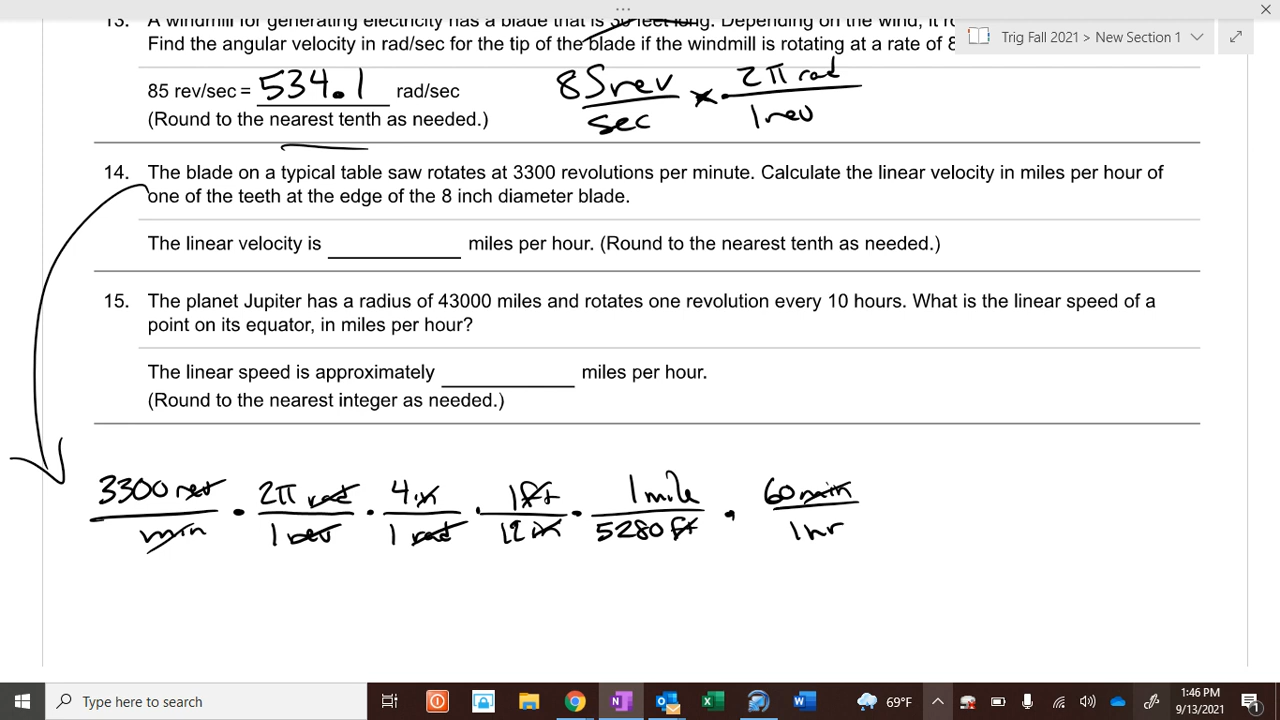 13. A windmill for generating electricity has a blade that is 30 feet long. Depending on the wind, it
Find the angular velocity in rad/sec for the tip of the blade if the windmill is rotating at a rate of 8
Trig Fall 2021 > New Section 1
85 rev/sec = 534.1 rad/sec
(Round to the nearest tenth as needed.)
85 rev
sec
×
2π rad
1 rev
14. The blade on a typical table saw rotates at 3300 revolutions per minute. Calculate the linear velocity in miles per hour of
one of the teeth at the edge of the 8 inch diameter blade.
The linear velocity is miles per hour. (Round to the nearest tenth as needed.)
15. The planet Jupiter has a radius of 43000 miles and rotates one revolution every 10 hours. What is the linear speed of a
point on its equator, in miles per hour?
The linear speed is approximately miles per hour.
(Round to the nearest integer as needed.)
3300 rev · 2π rad · 4 in · 1 ft · 1 mile · 60 min
min 1 rev 1 rad 12 in 5280 ft 1 hr
Type here to search
69°F
1:46 PM
9/13/2021